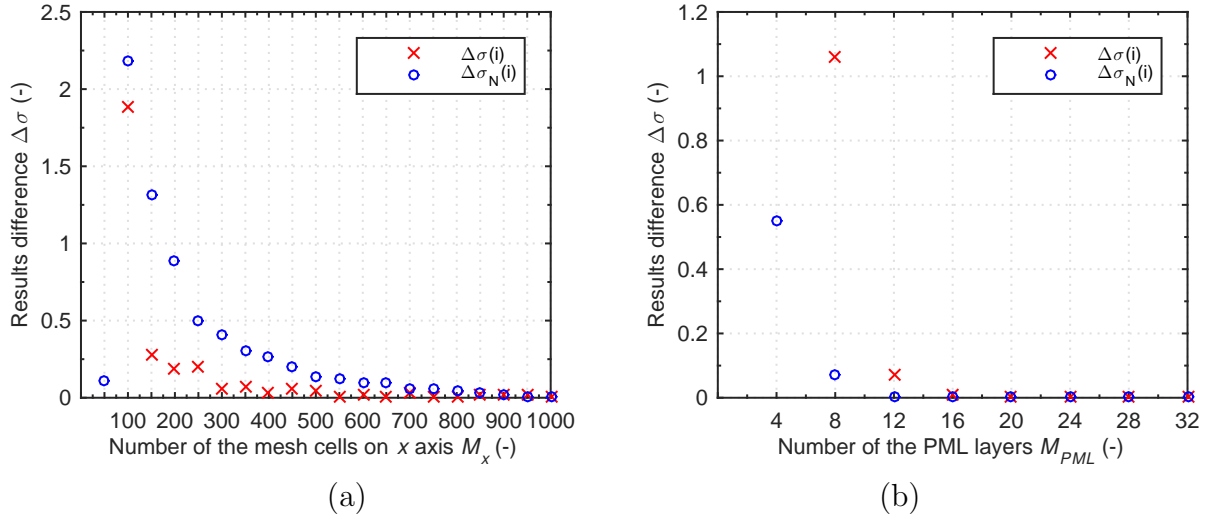 2.5
2
1.5
1
0.5
0
Results difference Δσ (-)
100 200 300 400 500 600 700 800 900 1000
Number of the mesh cells on x axis M_x (-)
Δσ(i)
Δσ_N(i)
(a)
1.2
1
0.8
0.6
0.4
0.2
0
Results difference Δσ (-)
4 8 12 16 20 24 28 32
Number of the PML layers M_PML (-)
Δσ(i)
Δσ_N(i)
(b)